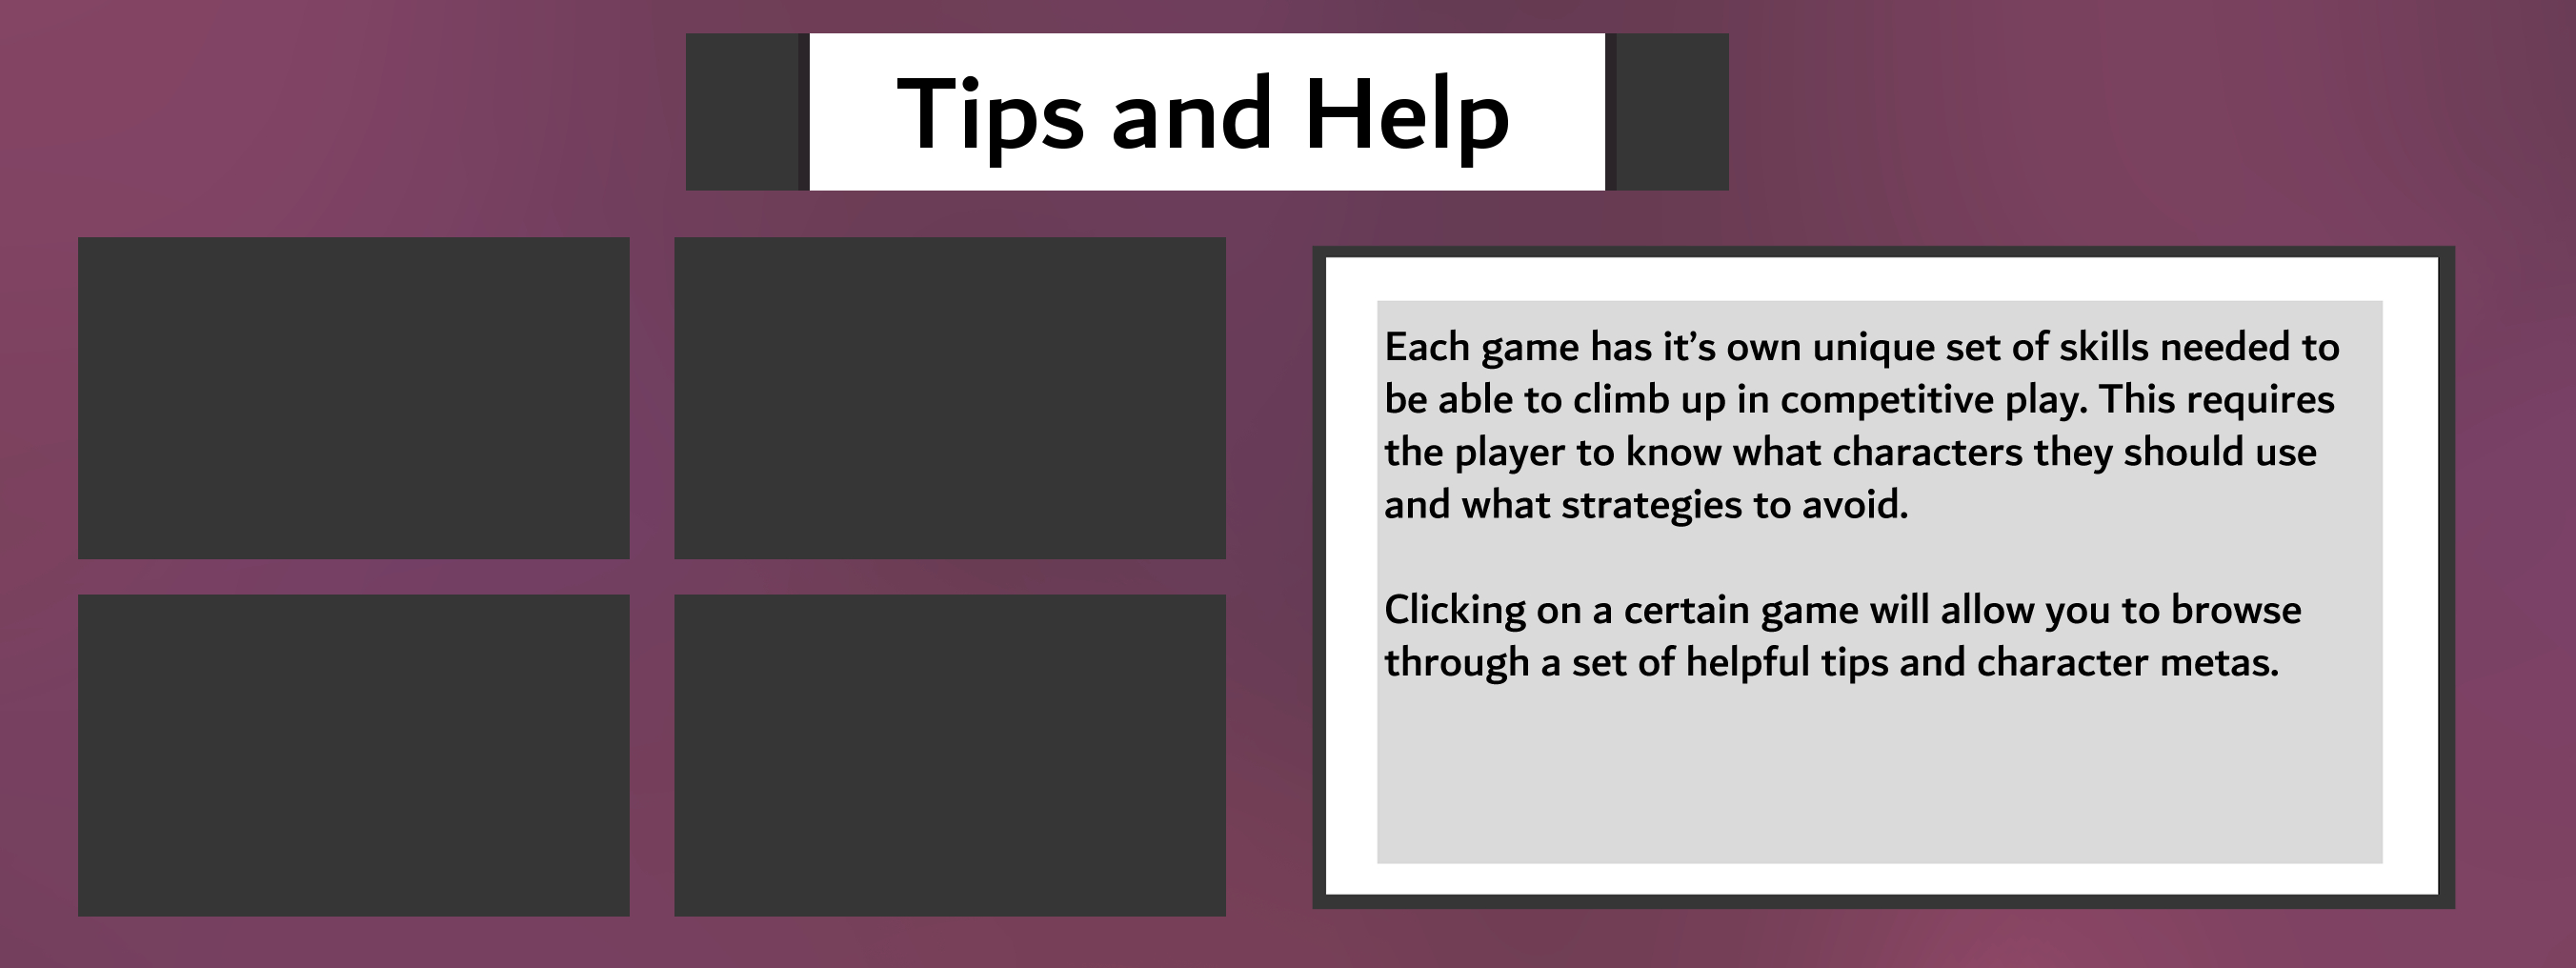 Tips and Help
Each game has it’s own unique set of skills needed to
be able to climb up in competitive play. This requires
the player to know what characters they should use
and what strategies to avoid.
Clicking on a certain game will allow you to browse
through a set of helpful tips and character metas.